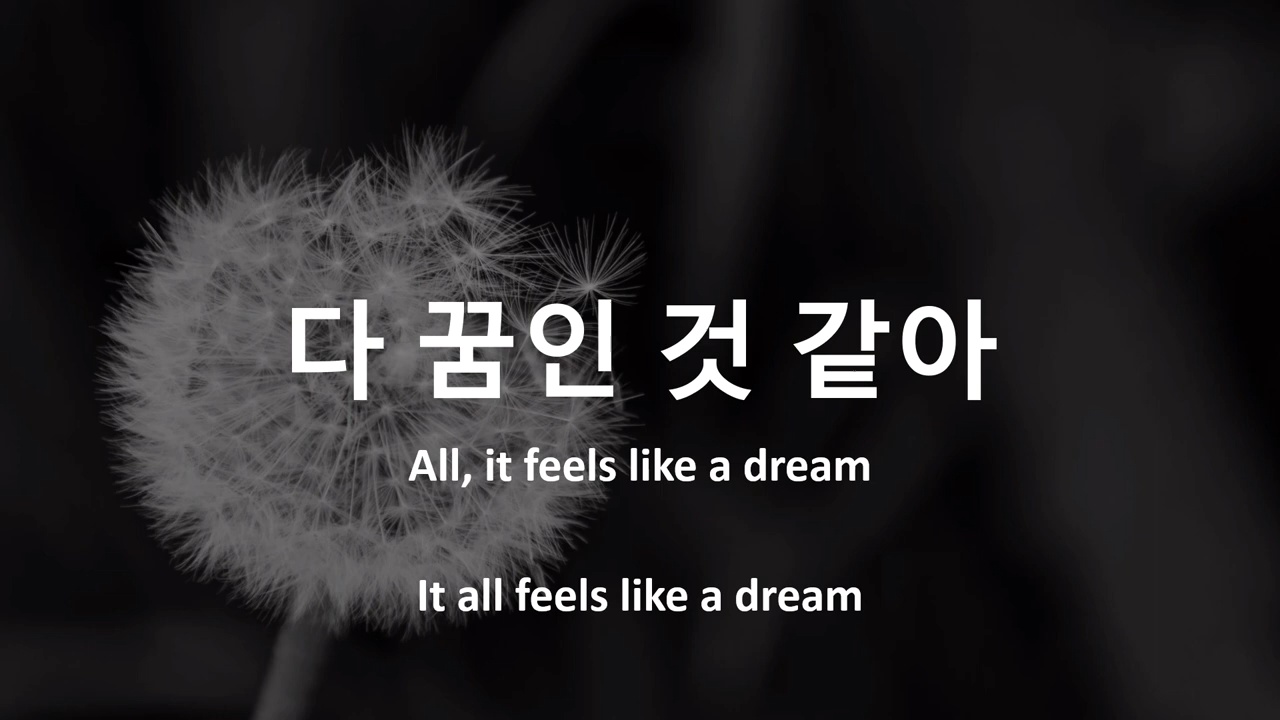 다 꿈인 것 같아
All, it feels like a dream
It all feels like a dream